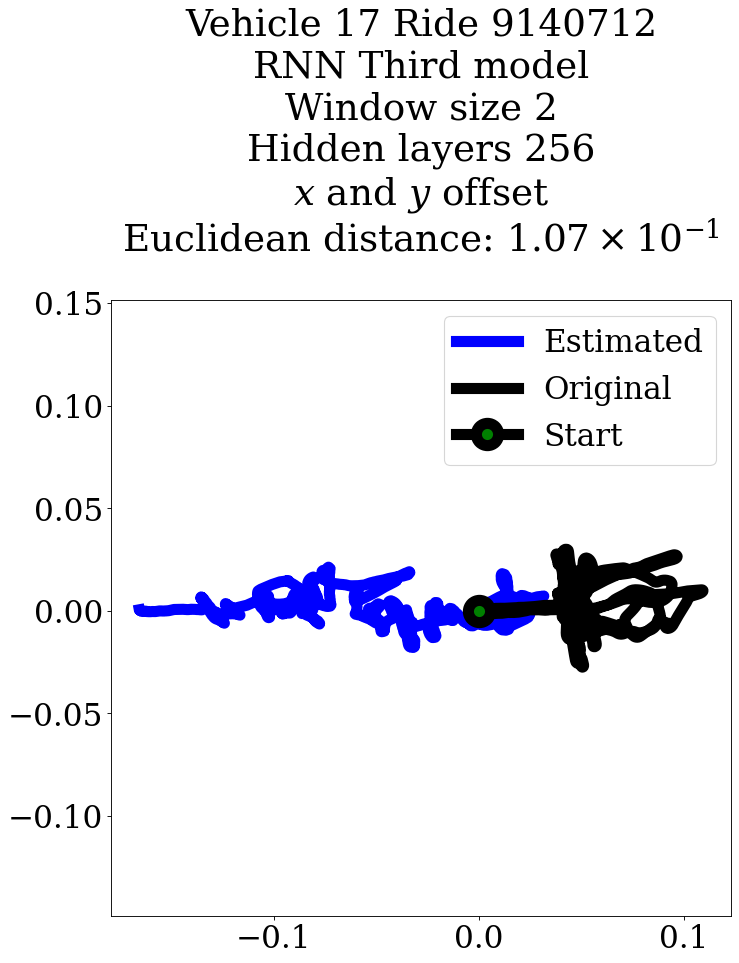 Vehicle 17 Ride 9140712
RNN Third model
Window size 2
Hidden layers 256
x and y offset
Euclidean distance: 1.07 × 10⁻¹
Estimated
Original
Start
0.15
0.10
0.05
0.00
−0.05
−0.10
−0.1
0.0
0.1